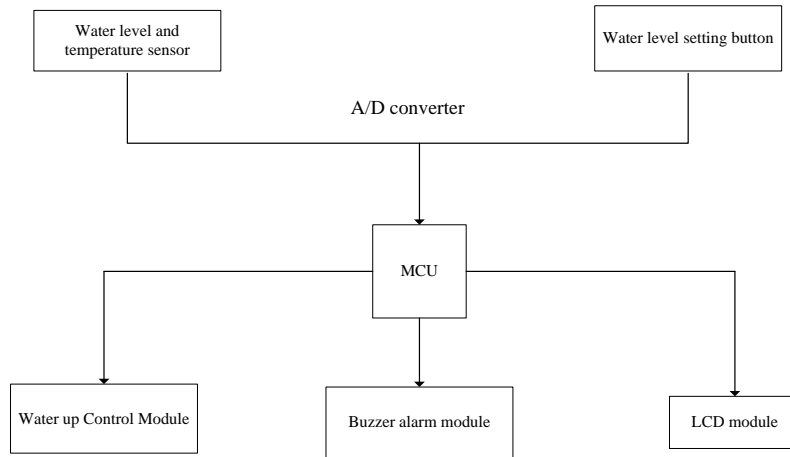 Water level and
temperature sensor
Water level setting button
A/D converter
MCU
Water up Control Module
Buzzer alarm module
LCD module